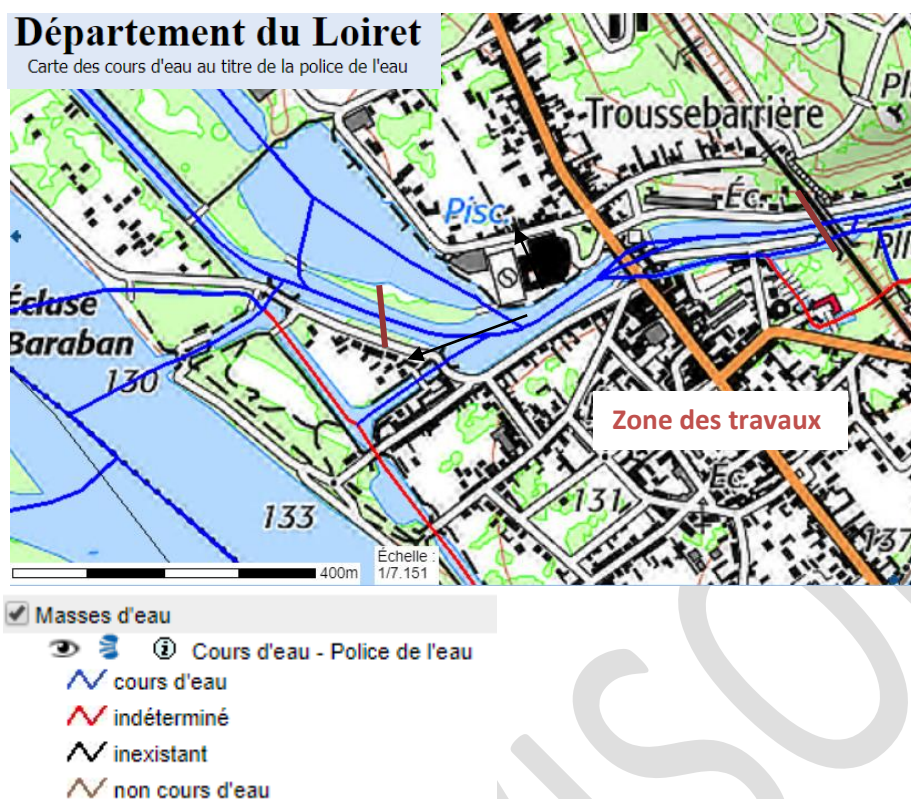 Département du Loiret
Carte des cours d'eau au titre de la police de l'eau
Troussebarrière
Pl
Pisc.
Éc.
Pll
Écluse
Baraban
130
Zone des travaux
Éc.
131
133
137
400m
Échelle :
1/7.151
Masses d'eau
Cours d'eau - Police de l'eau
cours d'eau
indéterminé
inexistant
non cours d'eau